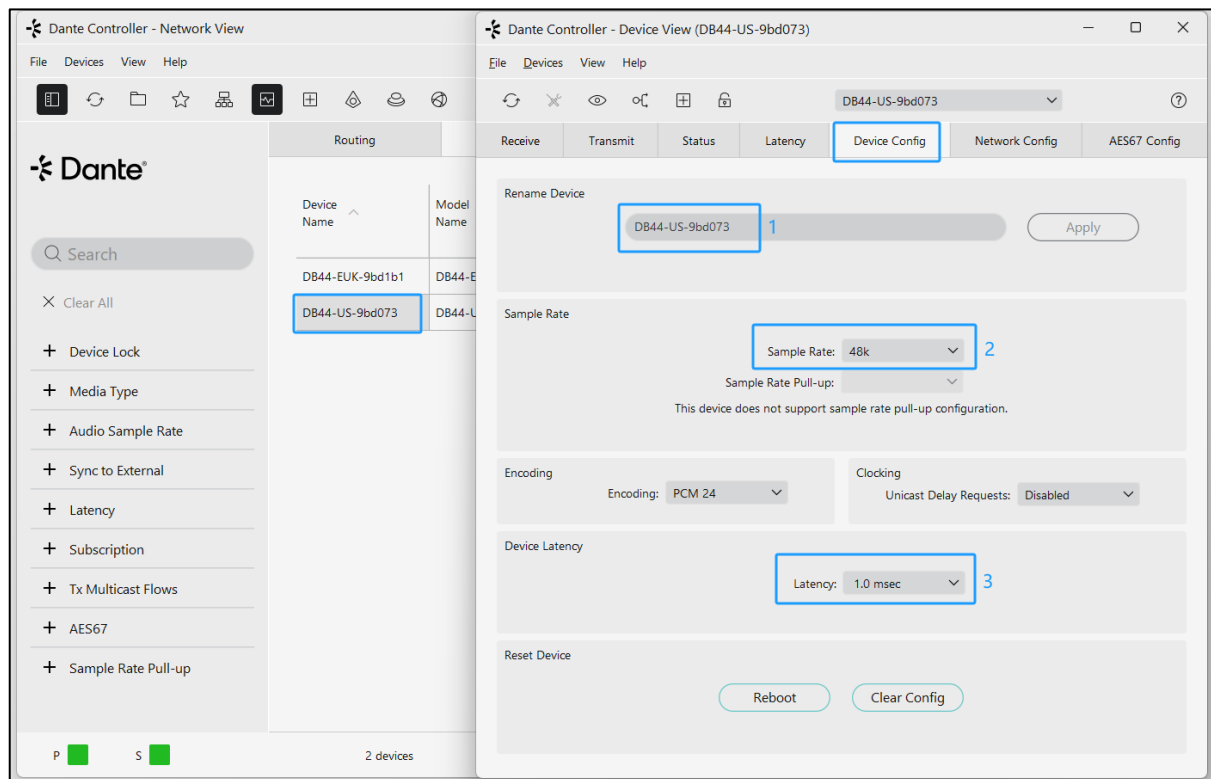 Dante Controller - Network View
File Devices View Help
Dante®
Search
Clear All
+ Device Lock
+ Media Type
+ Audio Sample Rate
+ Sync to External
+ Latency
+ Subscription
+ Tx Multicast Flows
+ AES67
+ Sample Rate Pull-up
P S 2 devices
Routing
Device Name
Model Name
DB44-EUK-9bd1b1 DB44-E
DB44-US-9bd073 DB44-U
Dante Controller - Device View (DB44-US-9bd073)
File Devices View Help
DB44-US-9bd073
Receive Transmit Status Latency Device Config Network Config AES67 Config
Rename Device
DB44-US-9bd073 1 Apply
Sample Rate
Sample Rate: 48k 2
Sample Rate Pull-up:
This device does not support sample rate pull-up configuration.
Encoding
Encoding: PCM 24
Clocking
Unicast Delay Requests: Disabled
Device Latency
Latency: 1.0 msec 3
Reset Device
Reboot Clear Config